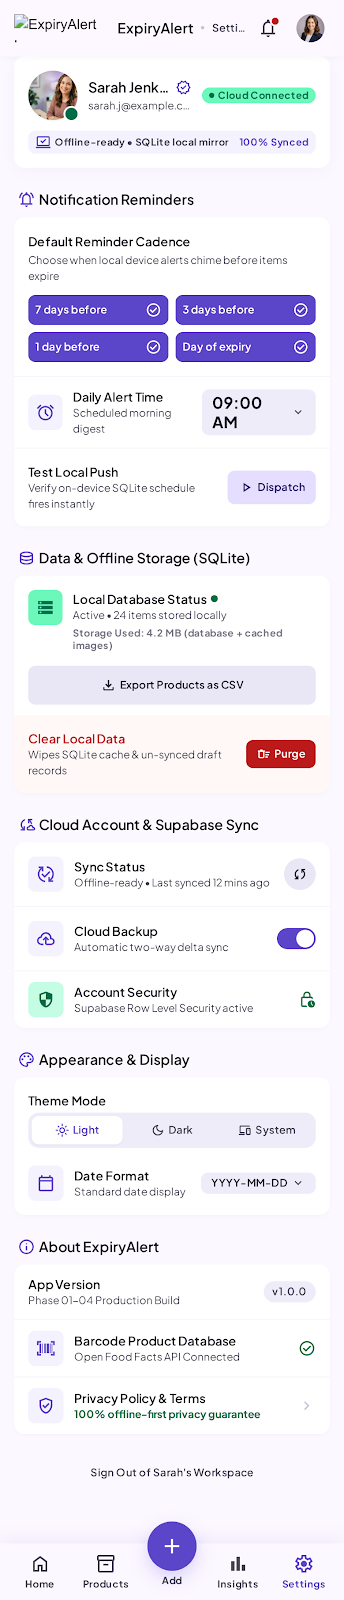 ExpiryAlert
.
ExpiryAlert • Setti...
Sarah Jenk...
sarah.j@example.c...
Cloud Connected
Offline-ready • SQLite local mirror 100% Synced
Notification Reminders
Default Reminder Cadence
Choose when local device alerts chime before items
expire
7 days before
3 days before
1 day before
Day of expiry
Daily Alert Time
Scheduled morning
digest
09:00
AM
Test Local Push
Verify on-device SQLite schedule
fires instantly
Dispatch
Data & Offline Storage (SQLite)
Local Database Status
Active • 24 items stored locally
Storage Used: 4.2 MB (database + cached
images)
Export Products as CSV
Clear Local Data
Wipes SQLite cache & un-synced draft
records
Purge
Cloud Account & Supabase Sync
Sync Status
Offline-ready • Last synced 12 mins ago
Cloud Backup
Automatic two-way delta sync
Account Security
Supabase Row Level Security active
Appearance & Display
Theme Mode
Light
Dark
System
Date Format
Standard date display
YYYY-MM-DD
About ExpiryAlert
App Version
Phase 01–04 Production Build
v1.0.0
Barcode Product Database
Open Food Facts API Connected
Privacy Policy & Terms
100% offline-first privacy guarantee
Sign Out of Sarah's Workspace
Home
Products
Add
Insights
Settings